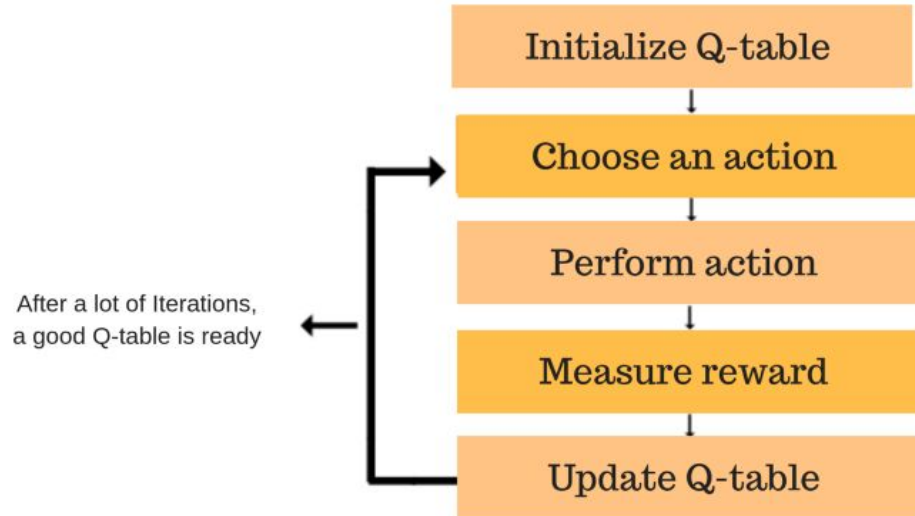 Initialize Q-table
Choose an action
Perform action
Measure reward
Update Q-table
After a lot of Iterations,
a good Q-table is ready